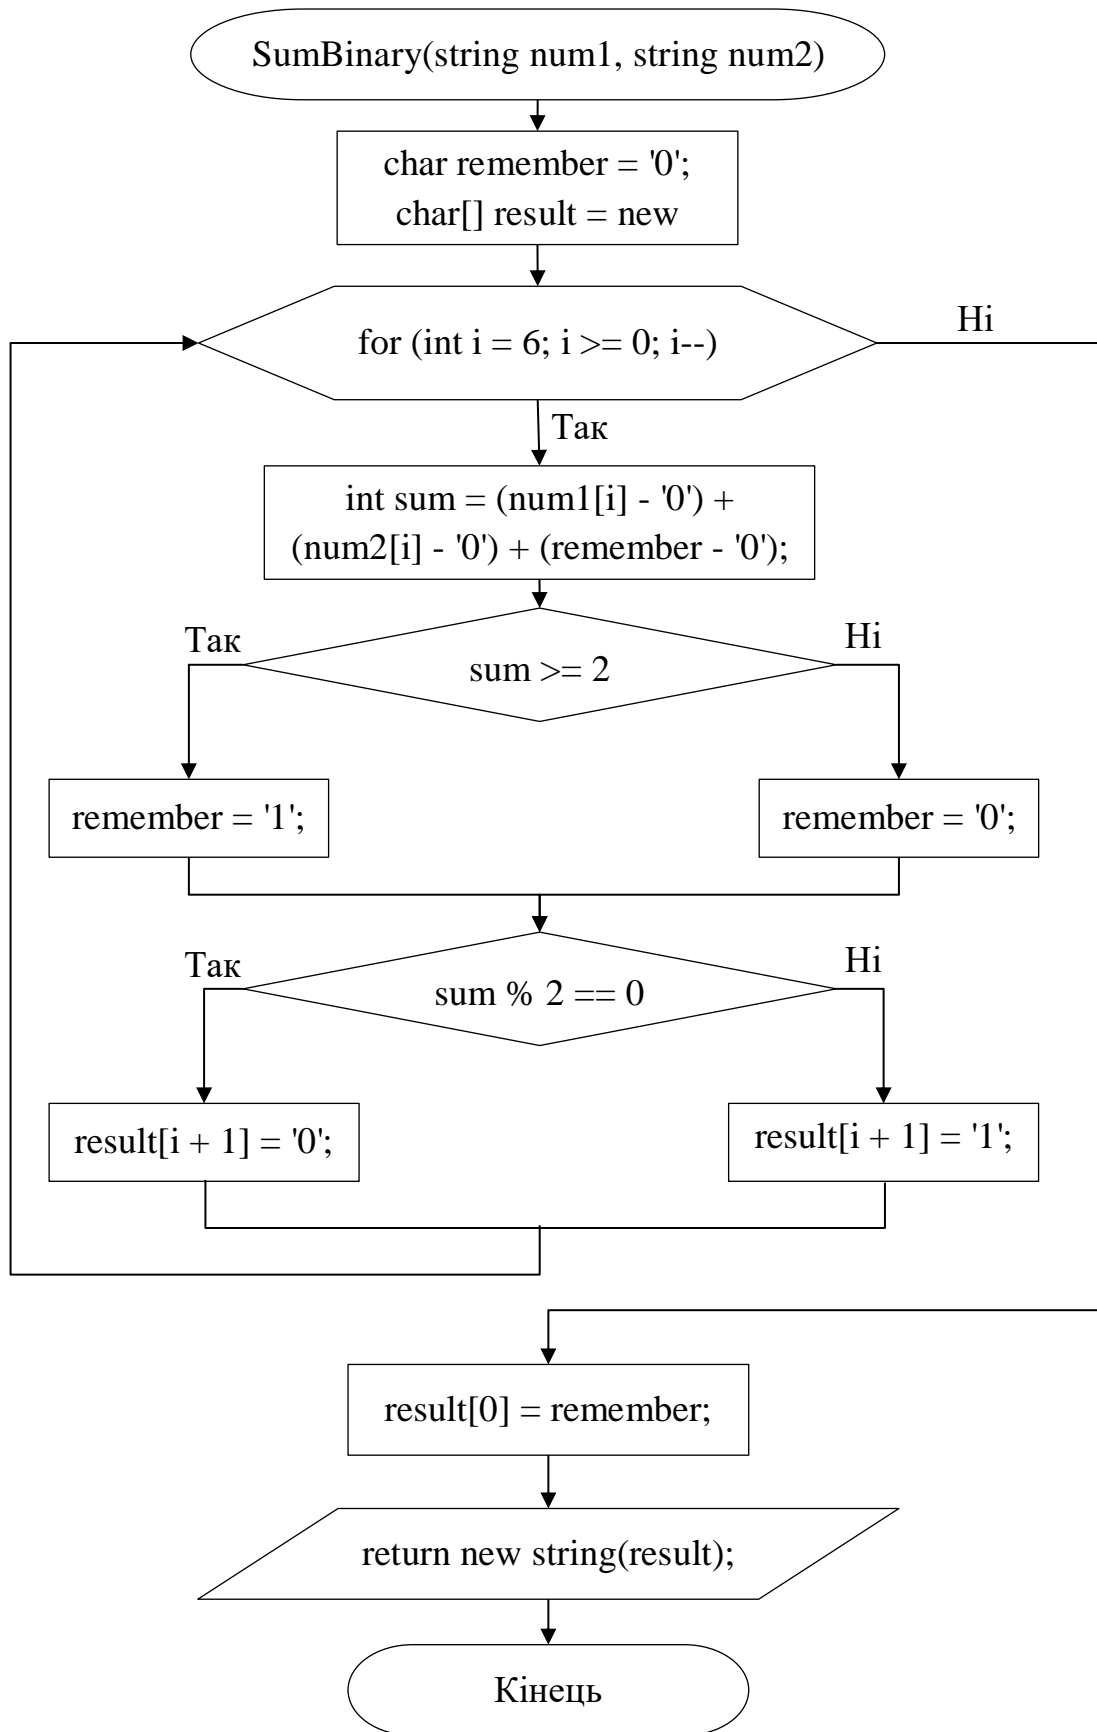 SumBinary(string num1, string num2)
char remember = '0';
char[] result = new
for (int i = 6; i >= 0; i--)
Ні
Так
int sum = (num1[i] - '0') +
(num2[i] - '0') + (remember - '0');
Так
Ні
sum >= 2
remember = '1';
remember = '0';
Так
Ні
sum % 2 == 0
result[i + 1] = '0';
result[i + 1] = '1';
result[0] = remember;
return new string(result);
Кінець